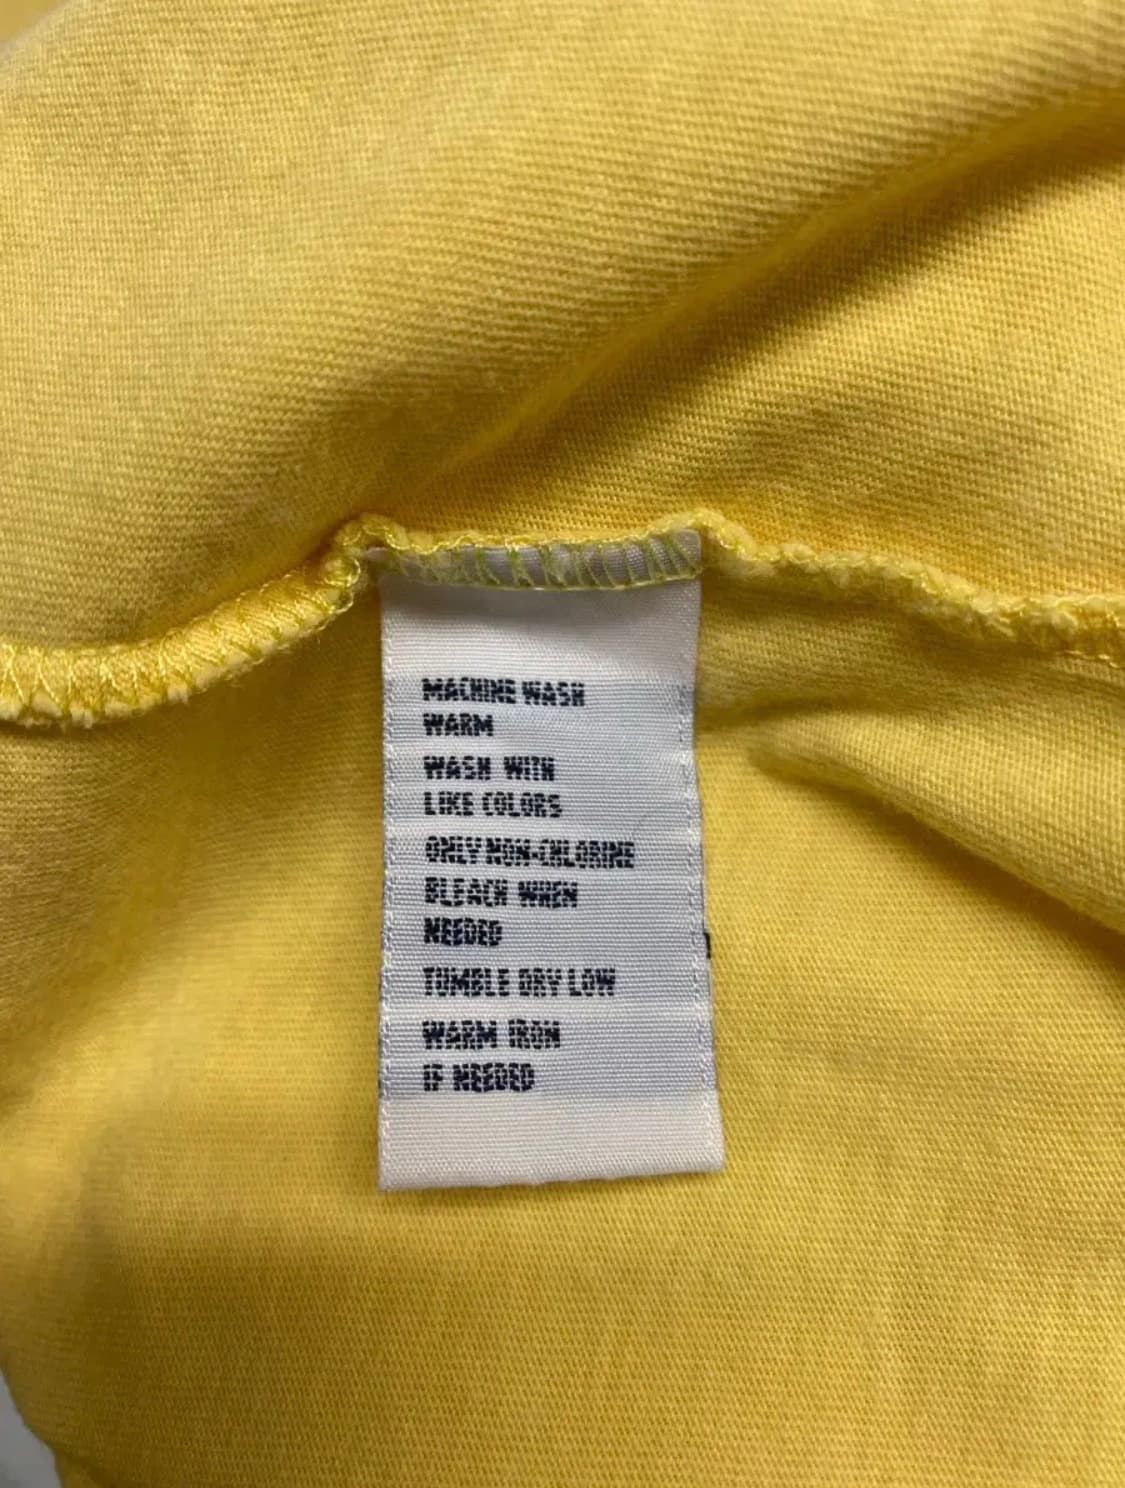 MACHINE WASH
WARM
WASH WITH
LIKE COLORS
ONLY NON-CHLORINE
BLEACH WHEN
NEEDED
TUMBLE DRY LOW
WARM IRON
IF NEEDED